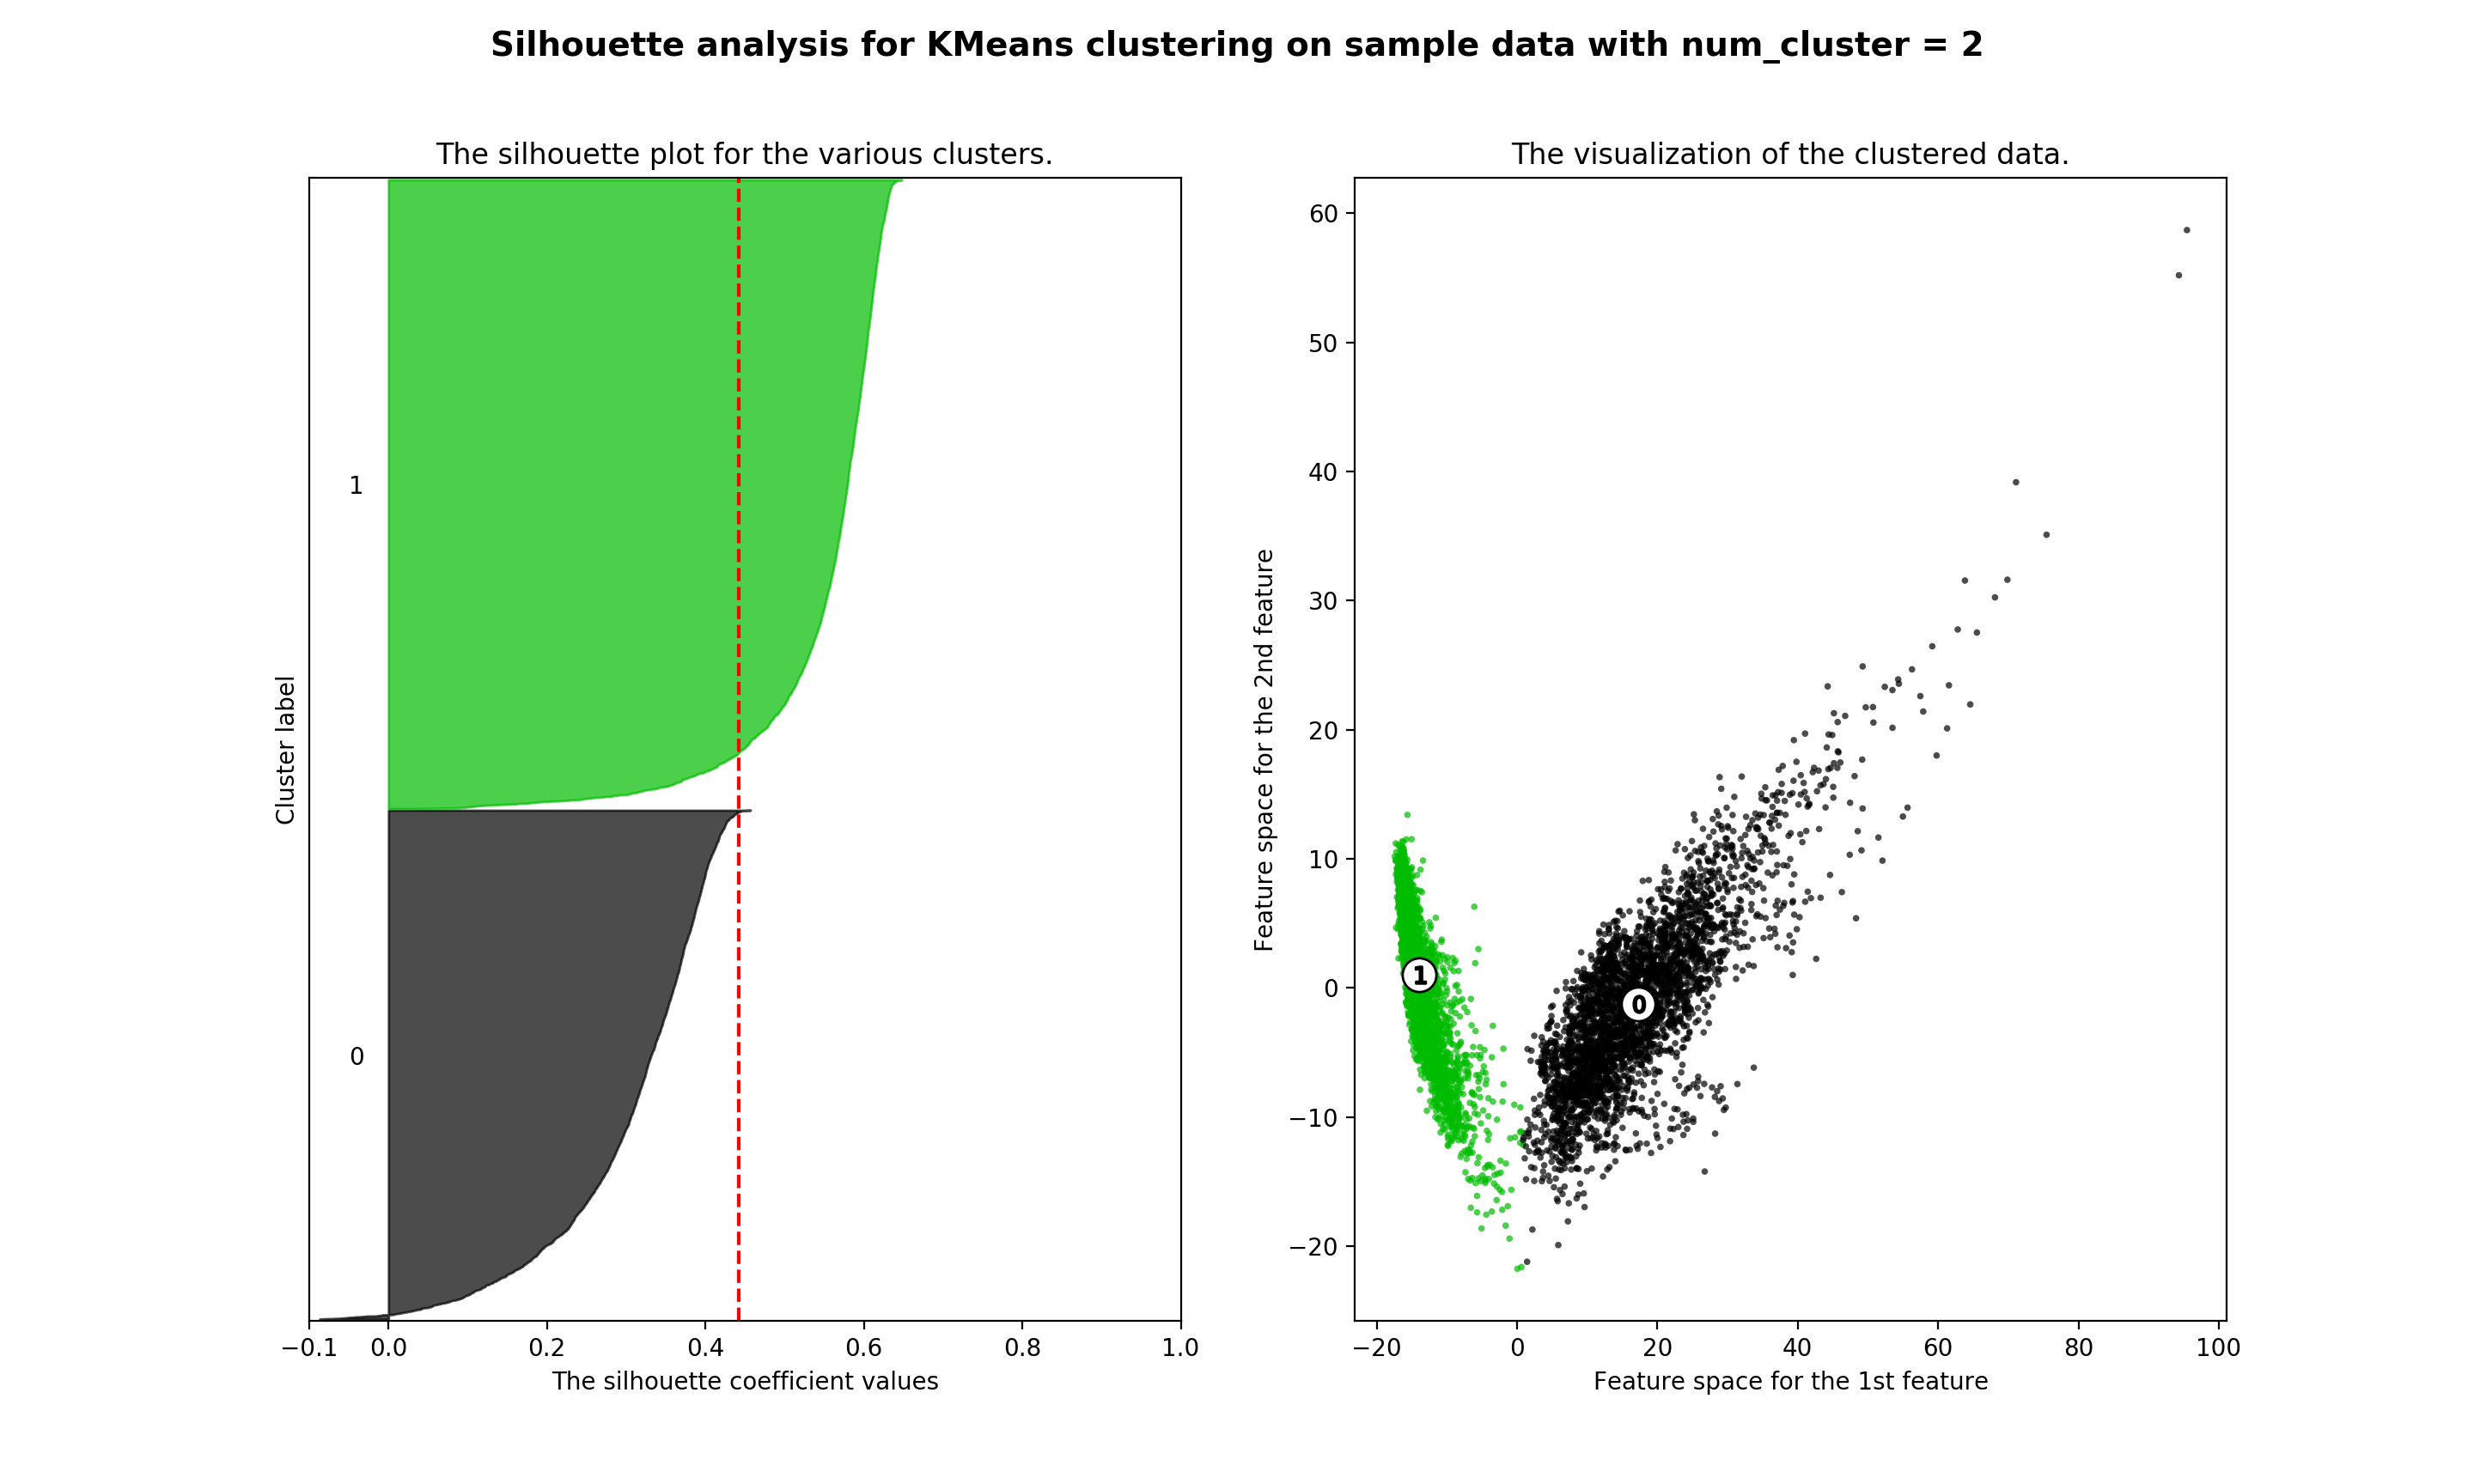 Silhouette analysis for KMeans clustering on sample data with num_cluster = 2
The silhouette plot for the various clusters.
1
0
Cluster label
−0.1 0.0 0.2 0.4 0.6 0.8 1.0
The silhouette coefficient values
The visualization of the clustered data.
60
50
40
30
20
10
0
−10
−20
Feature space for the 2nd feature
1
0
−20 0 20 40 60 80 100
Feature space for the 1st feature